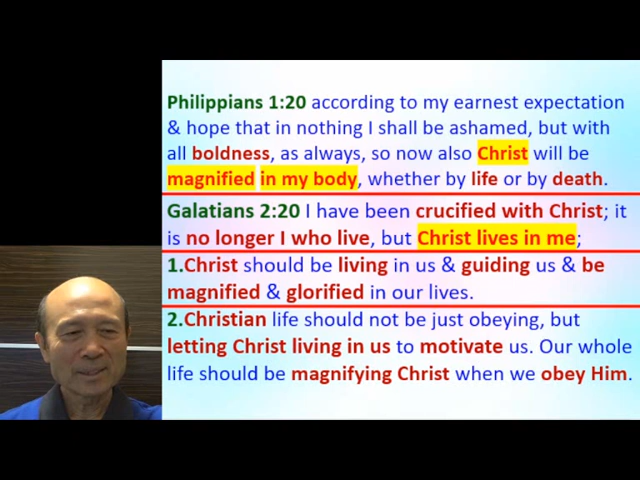 Philippians 1:20 according to my earnest expectation
& hope that in nothing I shall be ashamed, but with
all boldness, as always, so now also Christ will be
magnified in my body, whether by life or by death.
Galatians 2:20 I have been crucified with Christ; it
is no longer I who live, but Christ lives in me;
1.Christ should be living in us & guiding us & be
magnified & glorified in our lives.
2.Christian life should not be just obeying, but
letting Christ living in us to motivate us. Our whole
life should be magnifying Christ when we obey Him.